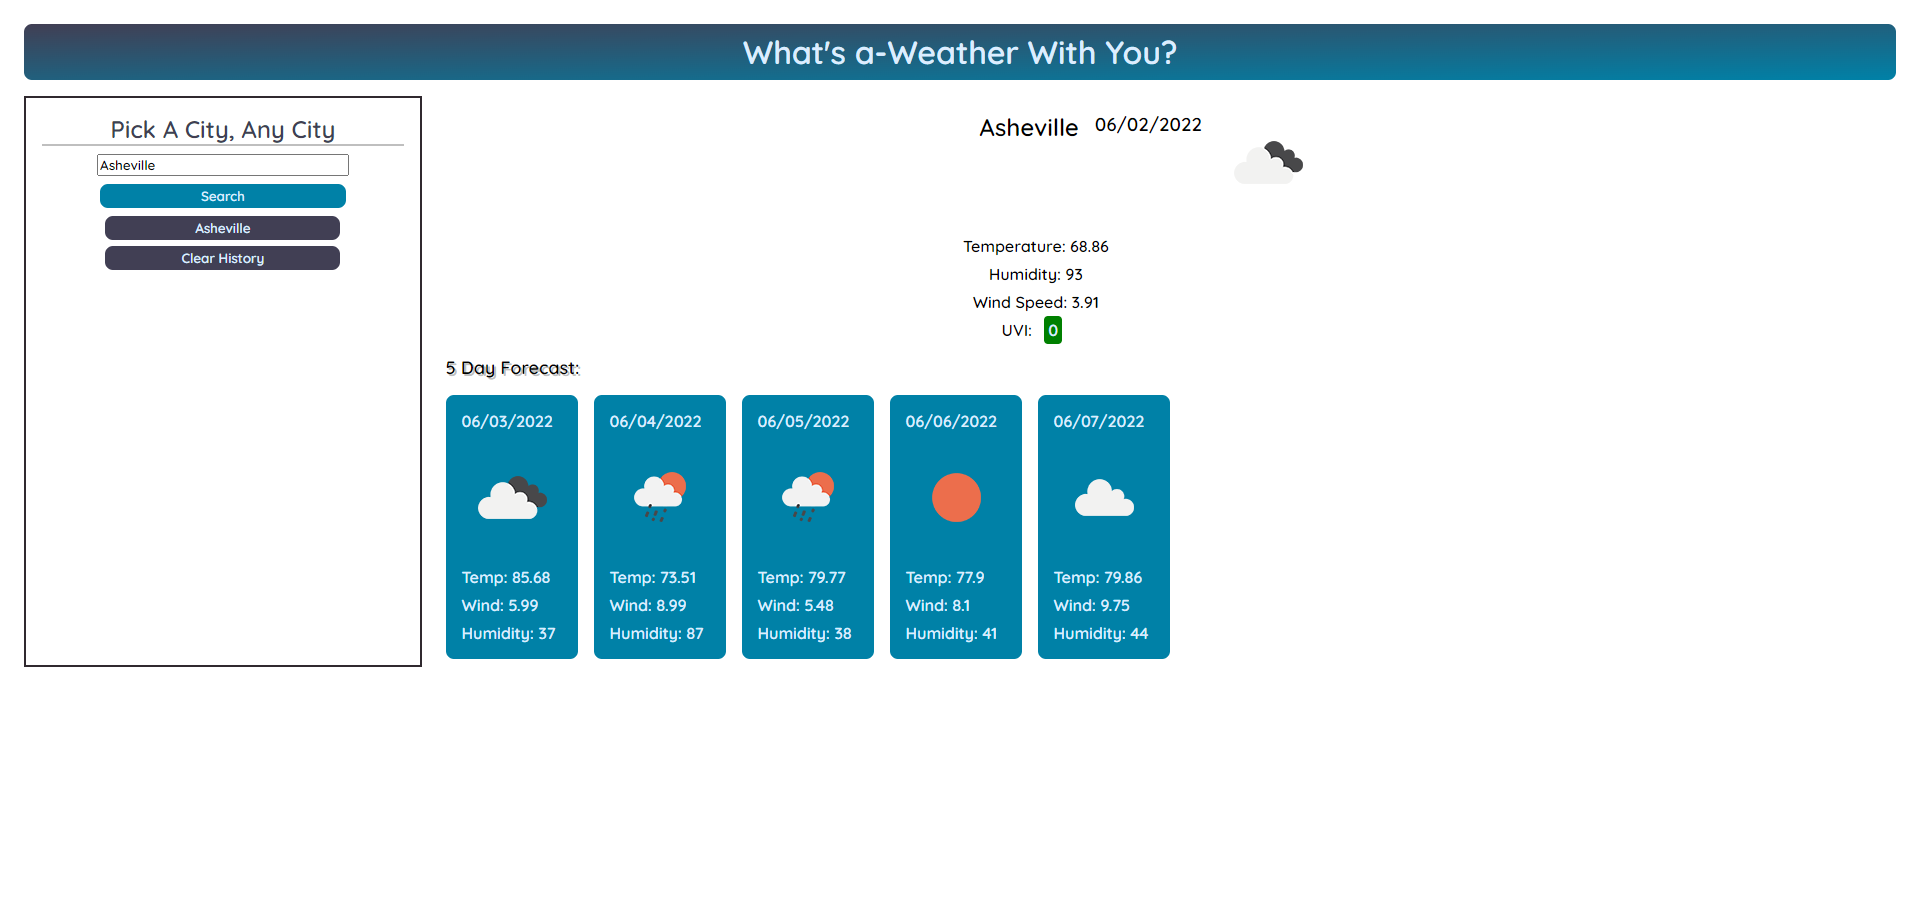 What's a-Weather With You?
Pick A City, Any City
Asheville
Search
Asheville
Clear History
Asheville 06/02/2022
Temperature: 68.86
Humidity: 93
Wind Speed: 3.91
UVI: 0
5 Day Forecast:
06/03/2022
Temp: 85.68
Wind: 5.99
Humidity: 37
06/04/2022
Temp: 73.51
Wind: 8.99
Humidity: 87
06/05/2022
Temp: 79.77
Wind: 5.48
Humidity: 38
06/06/2022
Temp: 77.9
Wind: 8.1
Humidity: 41
06/07/2022
Temp: 79.86
Wind: 9.75
Humidity: 44